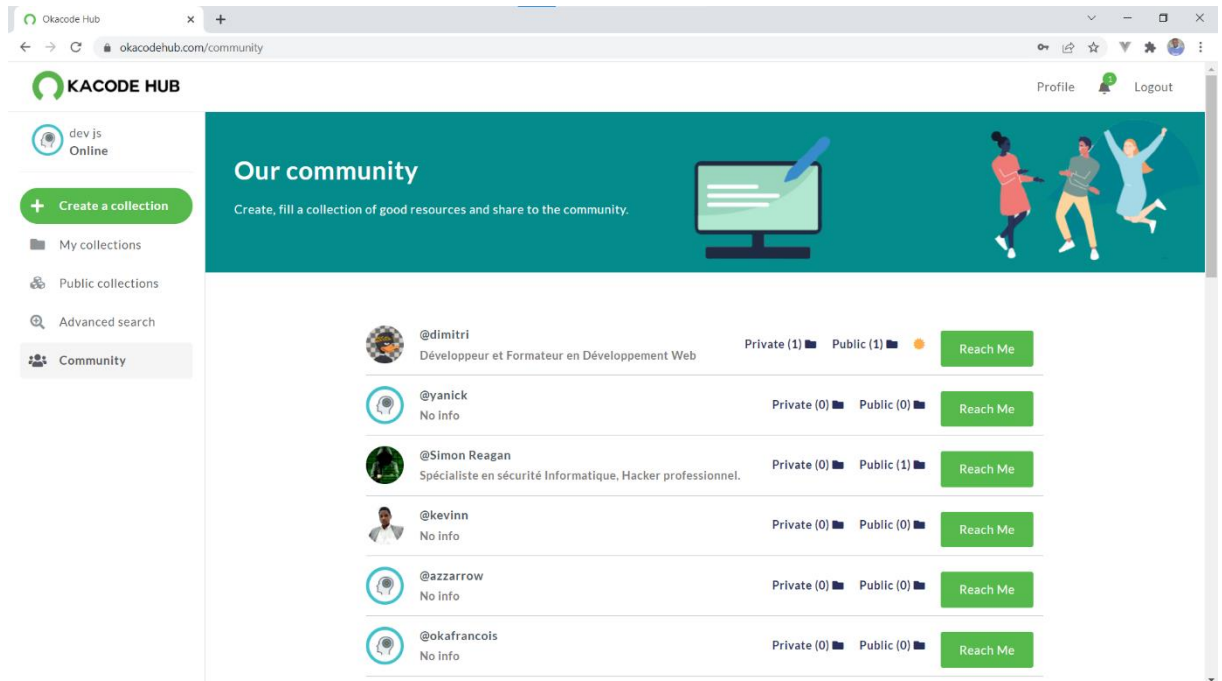 Okacode Hub
okacodehub.com/community
KACODE HUB
Profile
1
Logout
dev js
Online
Create a collection
My collections
Public collections
Advanced search
Community
Our community
Create, fill a collection of good resources and share to the community.
@dimitri
Développeur et Formateur en Développement Web
Private (1) Public (1)
Reach Me
@yanick
No info
Private (0) Public (0)
Reach Me
@Simon Reagan
Spécialiste en sécurité Informatique, Hacker professionnel.
Private (0) Public (1)
Reach Me
@kevinn
No info
Private (0) Public (0)
Reach Me
@azzarrow
No info
Private (0) Public (0)
Reach Me
@okafrancois
No info
Private (0) Public (0)
Reach Me